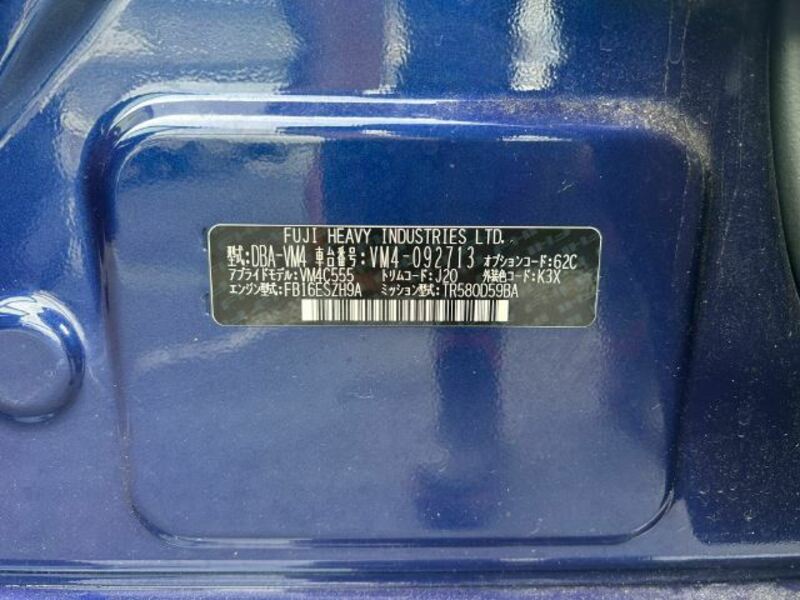 FUJI HEAVY INDUSTRIES LTD.
型式:DBA-VM4 車台番号:VM4-092713 オプションコード:62C
アプライドモデル:VM4C555 トリムコード:J20 外装色コード:K3X
エンジン型式:FB16ESZH9A ミッション型式:TR580D59BA